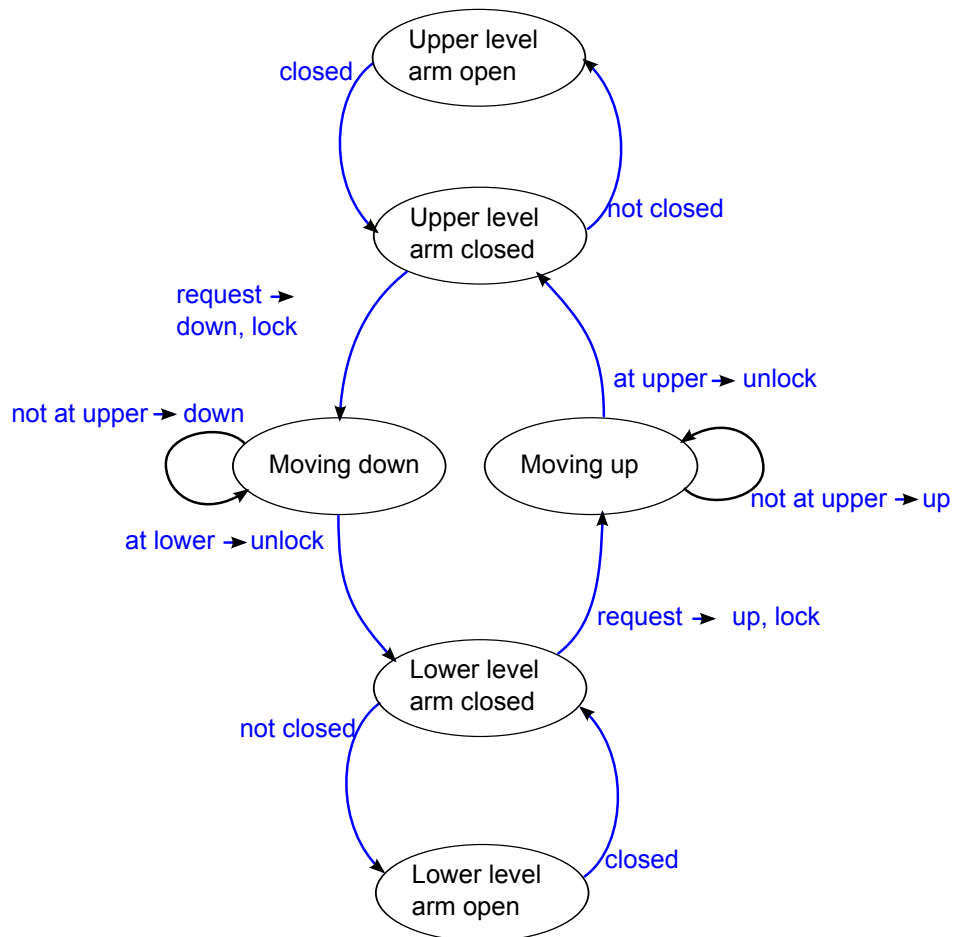 Upper level
arm open
closed
not closed
Upper level
arm closed
request →
down, lock
at upper → unlock
not at upper → down
Moving down
Moving up
not at upper → up
at lower → unlock
request → up, lock
Lower level
arm closed
not closed
closed
Lower level
arm open